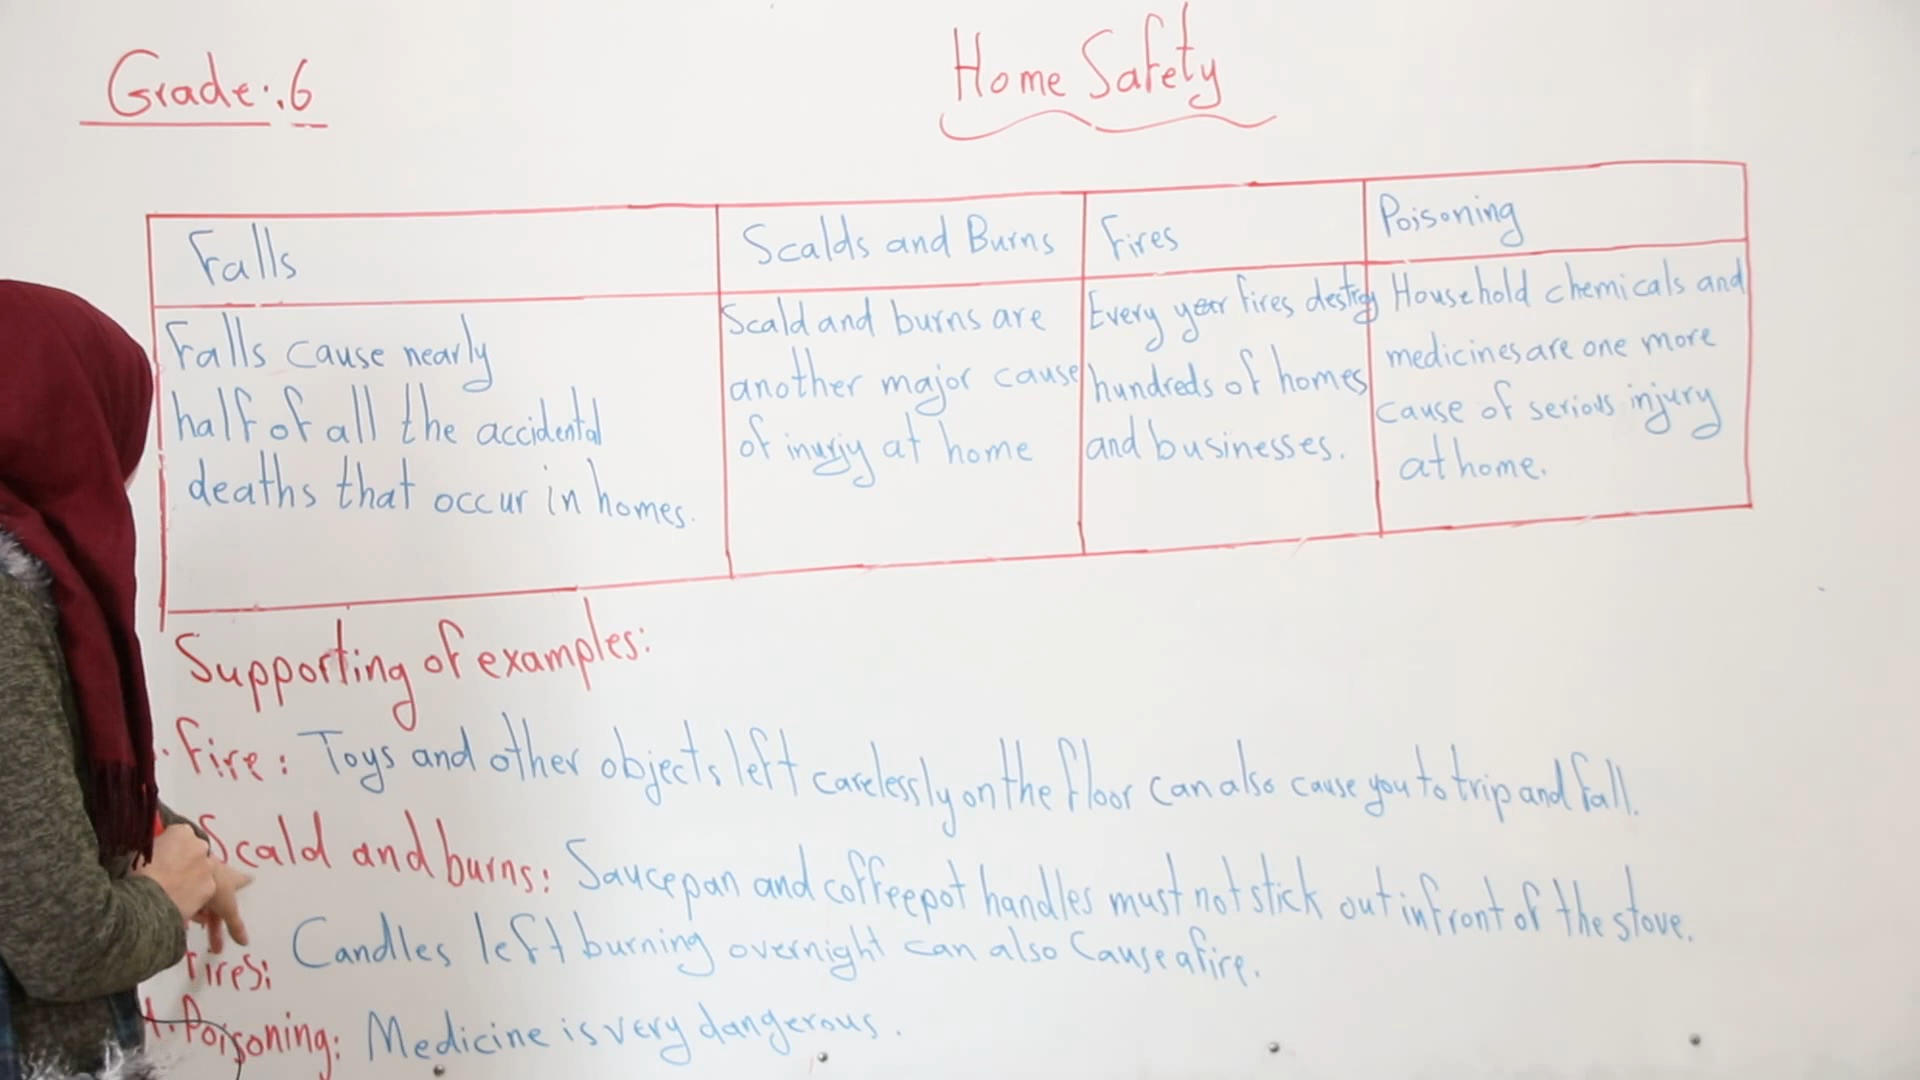 Grade:.6
Home Safety
Falls
Scalds and Burns
Fires
Poisoning
Falls cause nearly
half of all the accidental
deaths that occur in homes.
Scald and burns are
another major cause
of inurjy at home
Every year fires destroy
hundreds of homes
and businesses.
Household chemicals and
medicines are one more
cause of serious injury
at home.
Supporting of examples:
Fire: Toys and other objects left carelessly on the floor can also cause you to trip and fall.
Scald and burns: Saucepan and coffeepot handles must not stick out infront of the stove.
Fires: Candles left burning overnight can also Cause a fire.
4. Poisoning: Medicine is very dangerous.